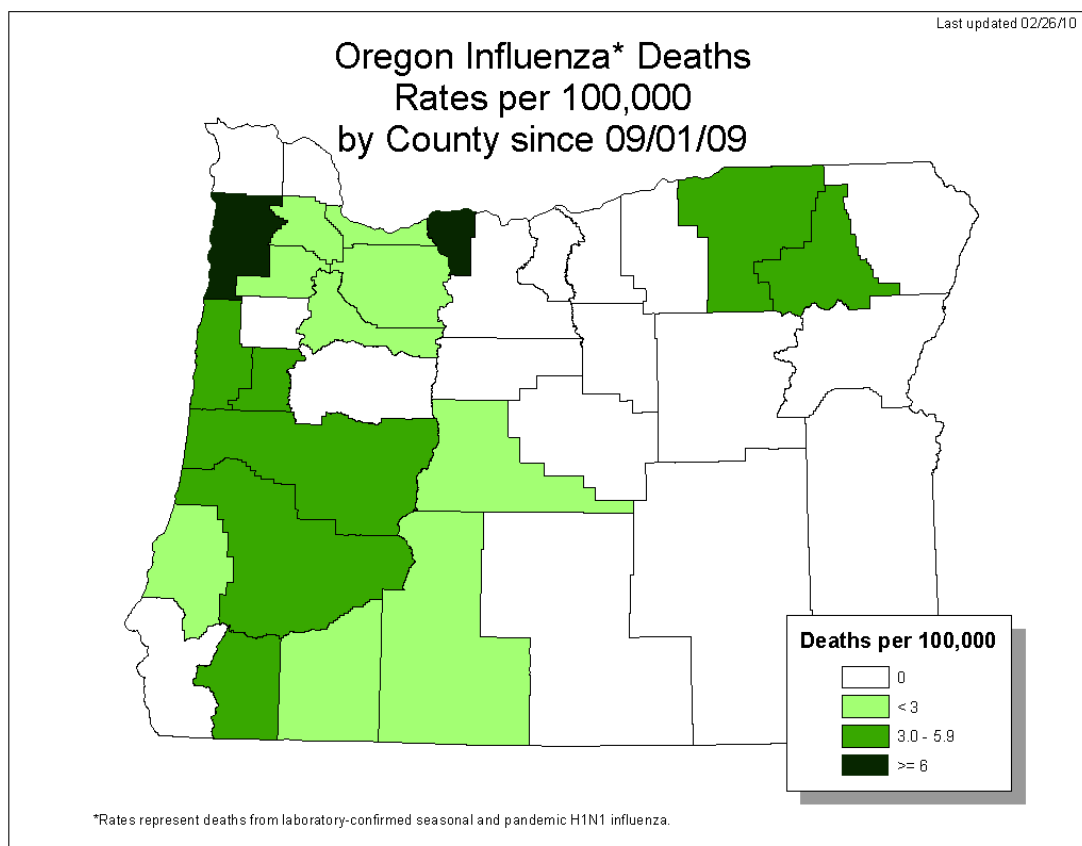 Last updated 02/26/10
Oregon Influenza* Deaths
Rates per 100,000
by County since 09/01/09
Deaths per 100,000
0
< 3
3.0 - 5.9
>= 6
*Rates represent deaths from laboratory-confirmed seasonal and pandemic H1N1 influenza.